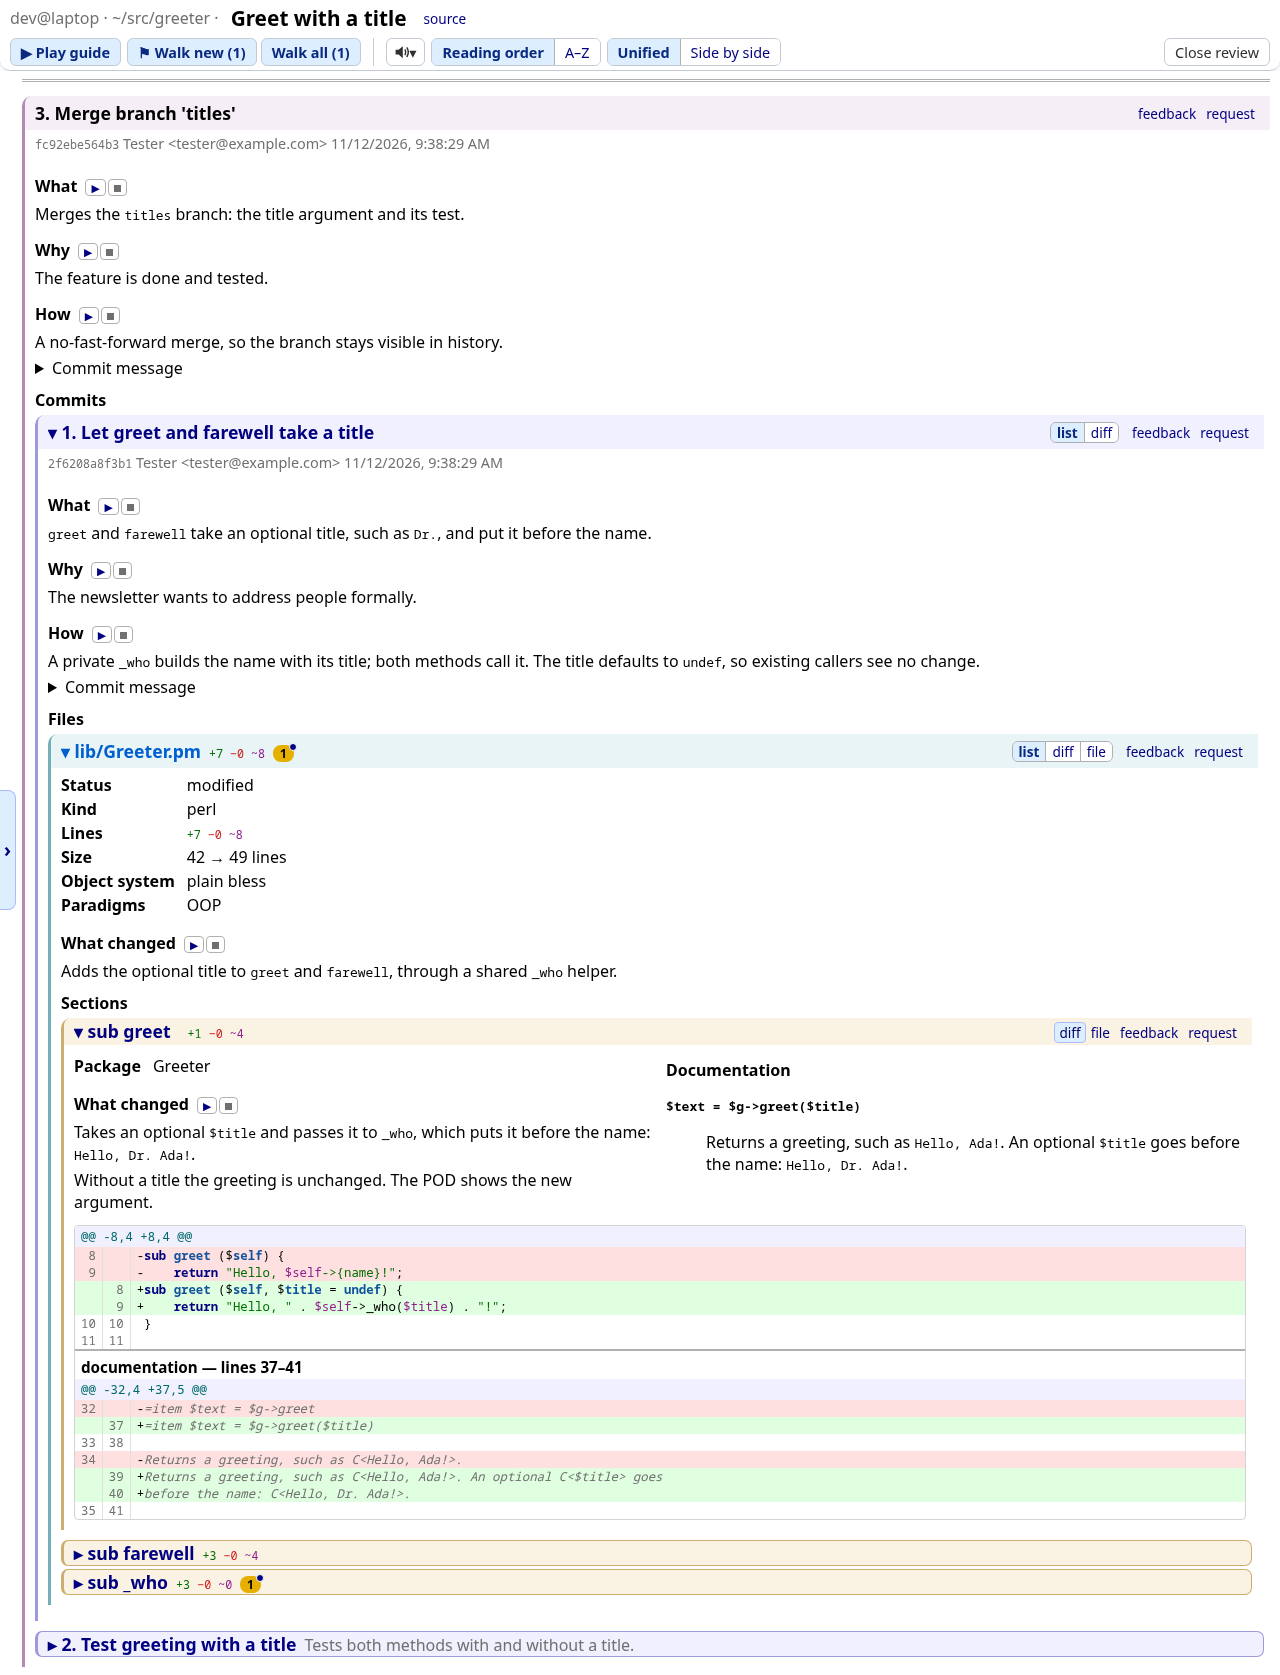 dev@laptop · ~/src/greeter · Greet with a title source
▶ Play guide ⚑ Walk new (1) Walk all (1) 🔊▾ Reading order A–Z Unified Side by side Close review
3. Merge branch 'titles' feedback request
fc92ebe564b3 Tester <tester@example.com> 11/12/2026, 9:38:29 AM
What ▶ ■
Merges the titles branch: the title argument and its test.
Why ▶ ■
The feature is done and tested.
How ▶ ■
A no-fast-forward merge, so the branch stays visible in history.
▶ Commit message
Commits
▾ 1. Let greet and farewell take a title list diff feedback request
2f6208a8f3b1 Tester <tester@example.com> 11/12/2026, 9:38:29 AM
What ▶ ■
greet and farewell take an optional title, such as Dr., and put it before the name.
Why ▶ ■
The newsletter wants to address people formally.
How ▶ ■
A private _who builds the name with its title; both methods call it. The title defaults to undef, so existing callers see no change.
▶ Commit message
Files
▾ lib/Greeter.pm +7 −0 ~8 1 list diff file feedback request
Status modified
Kind perl
Lines +7 −0 ~8
Size 42 → 49 lines
Object system plain bless
Paradigms OOP
What changed ▶ ■
Adds the optional title to greet and farewell, through a shared _who helper.
Sections
▾ sub greet +1 −0 ~4 diff file feedback request
Package Greeter
What changed ▶ ■
Takes an optional $title and passes it to _who, which puts it before the name:
Hello, Dr. Ada!.
Without a title the greeting is unchanged. The POD shows the new
argument.
Documentation
$text = $g->greet($title)
Returns a greeting, such as Hello, Ada!. An optional $title goes before
the name: Hello, Dr. Ada!.
@@ -8,4 +8,4 @@
8 -sub greet ($self) {
9 -    return "Hello, $self->{name}!";
8 +sub greet ($self, $title = undef) {
9 +    return "Hello, " . $self->_who($title) . "!";
10 10 }
11 11
documentation — lines 37–41
@@ -32,4 +37,5 @@
32 -=item $text = $g->greet
37 +=item $text = $g->greet($title)
33 38
34 -Returns a greeting, such as C<Hello, Ada!>.
39 +Returns a greeting, such as C<Hello, Ada!>. An optional C<$title> goes
40 +before the name: C<Hello, Dr. Ada!>.
35 41
▸ sub farewell +3 −0 ~4
▸ sub _who +3 −0 ~0 1
▸ 2. Test greeting with a title Tests both methods with and without a title.
›